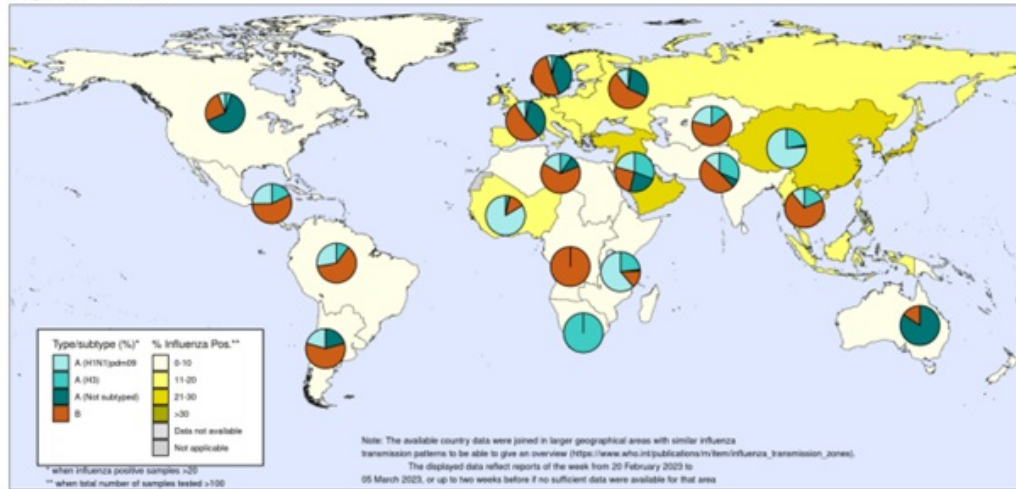 Type/subtype (%)*
A (H1N1)pdm09
A (H3)
A (Not subtyped)
B
% Influenza Pos.**
0-10
11-20
21-30
>30
Data not available
Not applicable
* when influenza positive samples >20
** when total number of samples tested >100
Note: The available country data were joined in larger geographical areas with similar influenza
transmission patterns to be able to give an overview (https://www.who.int/publications/m/item/influenza_transmission_zones).
The displayed data reflect reports of the week from 20 February 2023 to
05 March 2023, or up to two weeks before if no sufficient data were available for that area